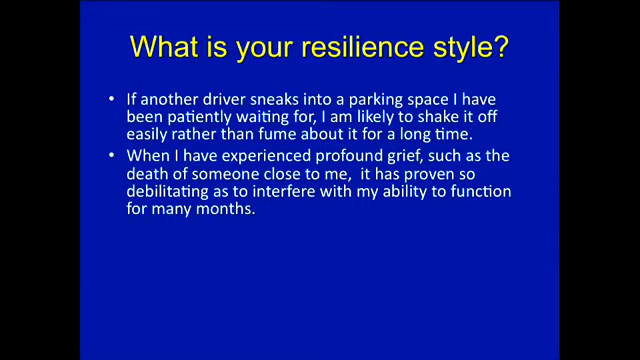 What is your resilience style?
• If another driver sneaks into a parking space I have
been patiently waiting for, I am likely to shake it off
easily rather than fume about it for a long time.
• When I have experienced profound grief, such as the
death of someone close to me,  it has proven so
debilitating as to interfere with my ability to function
for many months.